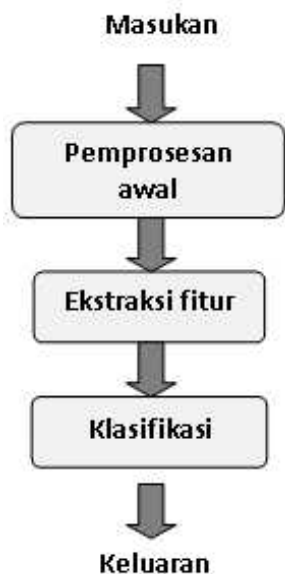 Masukan
Pemprosesan
awal
Ekstraksi fitur
Klasifikasi
Keluaran